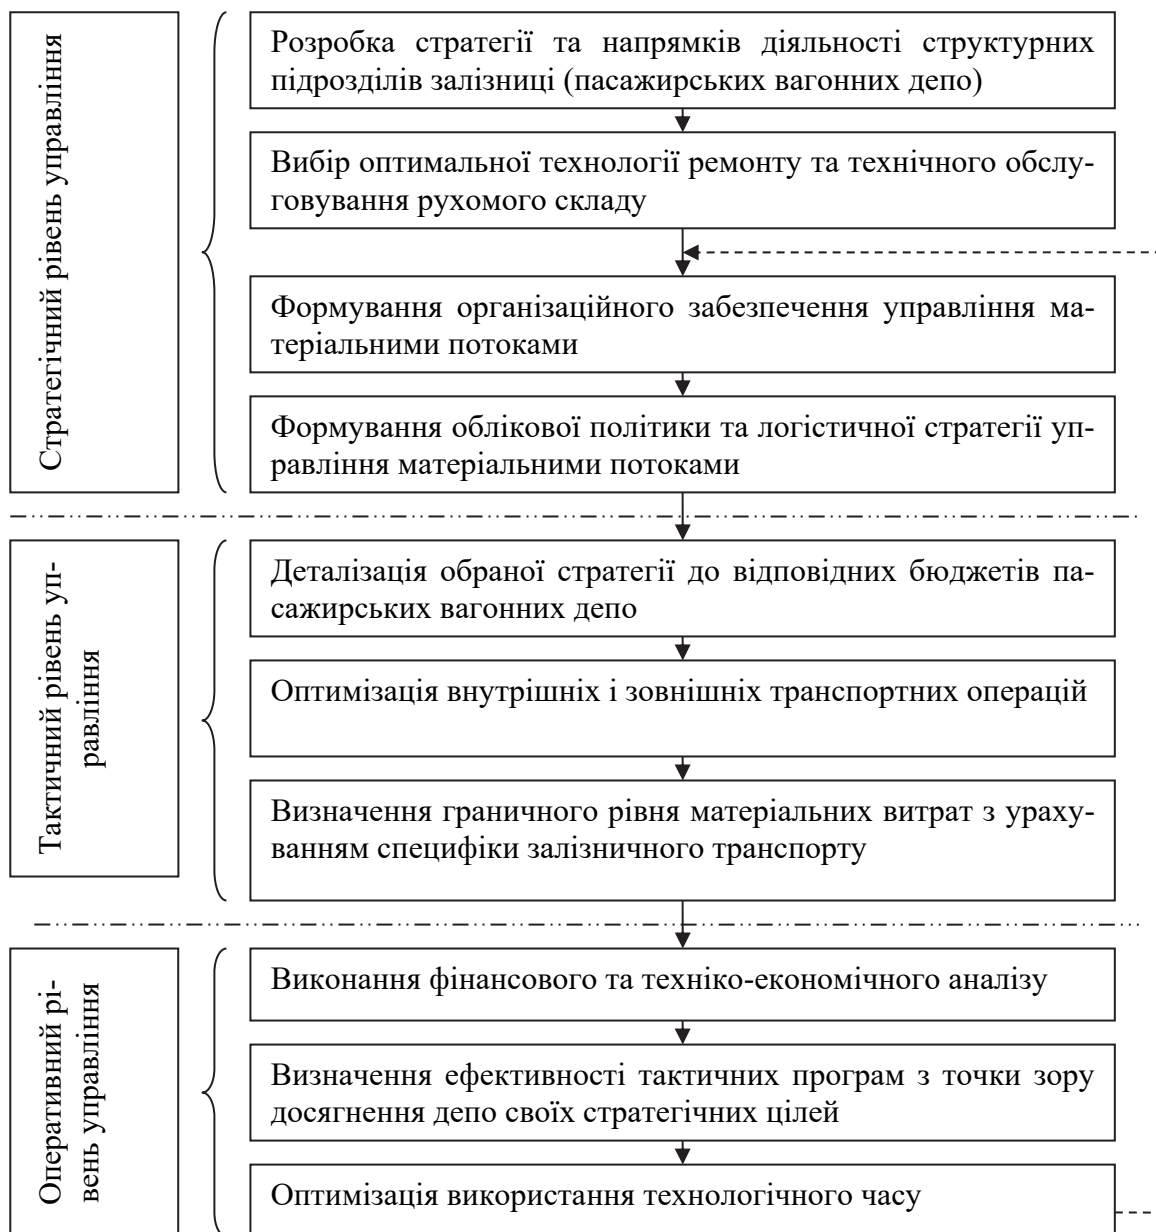 Стратегічний рівень управління
Розробка стратегії та напрямків діяльності структурних
підрозділів залізниці (пасажирських вагонних депо)
Вибір оптимальної технології ремонту та технічного обслу-
говування рухомого складу
Формування організаційного забезпечення управління ма-
теріальними потоками
Формування облікової політики та логістичної стратегії уп-
равління матеріальними потоками
Тактичний рівень уп-
равління
Деталізація обраної стратегії до відповідних бюджетів па-
сажирських вагонних депо
Оптимізація внутрішніх і зовнішніх транспортних операцій
Визначення граничного рівня матеріальних витрат з ураху-
ванням специфіки залізничного транспорту
Оперативний рі-
вень управління
Виконання фінансового та техніко-економічного аналізу
Визначення ефективності тактичних програм з точки зору
досягнення депо своїх стратегічних цілей
Оптимізація використання технологічного часу